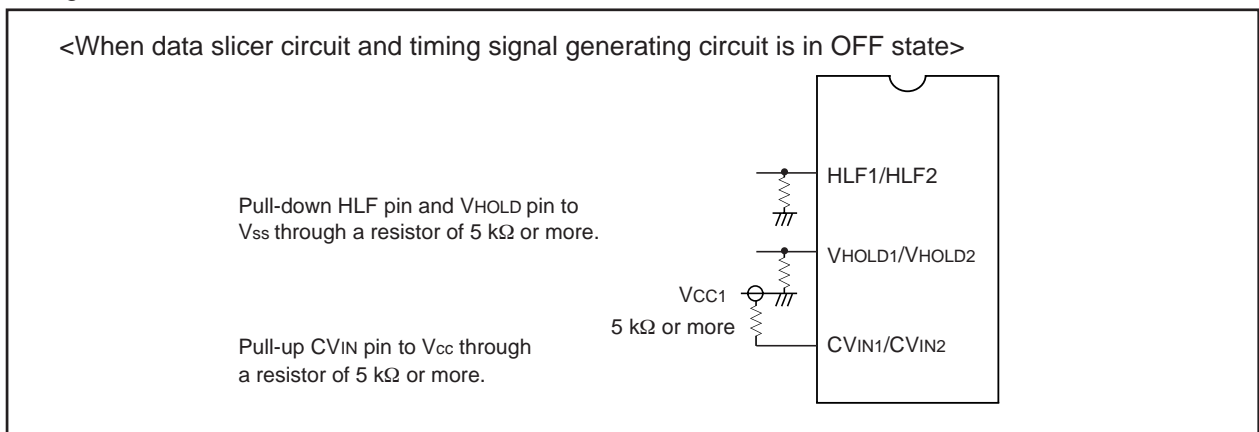 <When data slicer circuit and timing signal generating circuit is in OFF state>
HLF1/HLF2
Pull-down HLF pin and VHOLD pin to
Vss through a resistor of 5 kΩ or more.
VHOLD1/VHOLD2
VCC1
5 kΩ or more
CVIN1/CVIN2
Pull-up CVIN pin to Vcc through
a resistor of 5 kΩ or more.